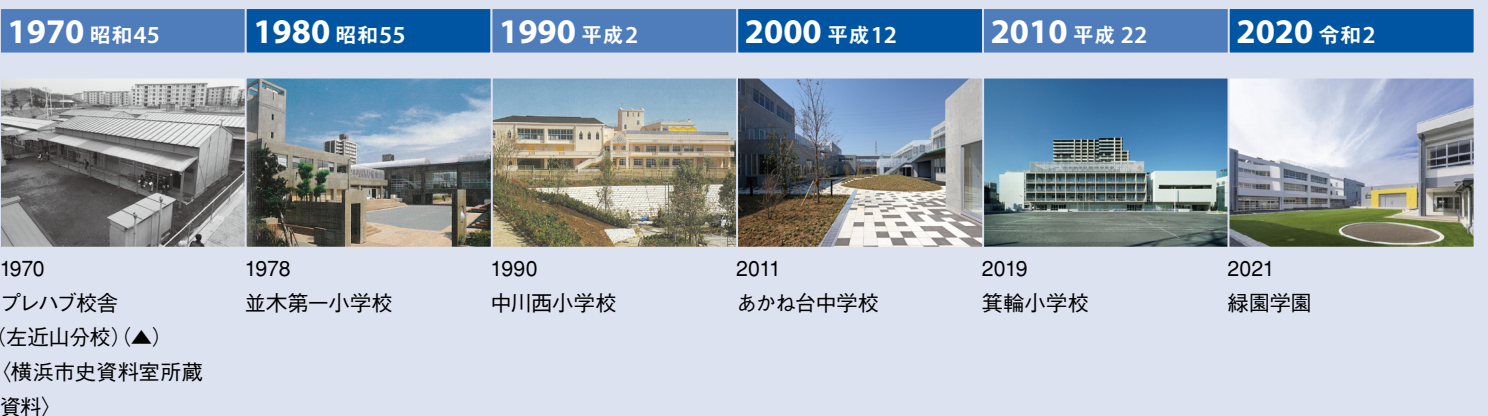 1970 昭和45
1980 昭和55
1990 平成2
2000 平成12
2010 平成 22
2020 令和2
1970
プレハブ校舎
(左近山分校)(▲)
〈横浜市史資料室所蔵
資料〉
1978
並木第一小学校
1990
中川西小学校
2011
あかね台中学校
2019
箕輪小学校
2021
緑園学園